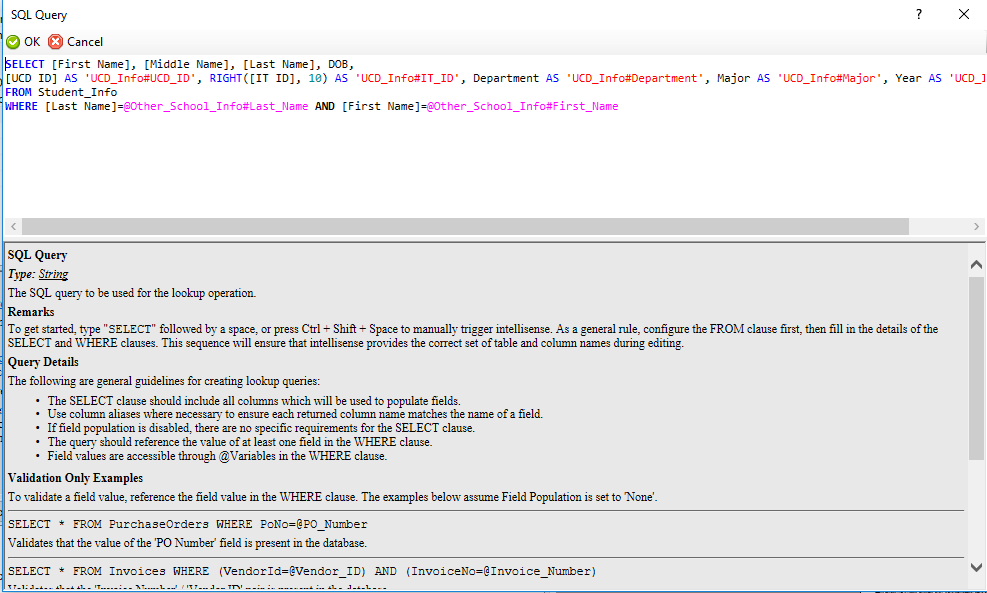 SQL Query
?
OK Cancel
SELECT [First Name], [Middle Name], [Last Name], DOB,
[UCD ID] AS 'UCD_Info#UCD_ID', RIGHT([IT ID], 10) AS 'UCD_Info#IT_ID', Department AS 'UCD_Info#Department', Major AS 'UCD_Info#Major', Year AS 'UCD_I
FROM Student_Info
WHERE [Last Name]=@Other_School_Info#Last_Name AND [First Name]=@Other_School_Info#First_Name
SQL Query
Type: String
The SQL query to be used for the lookup operation.
Remarks
To get started, type "SELECT" followed by a space, or press Ctrl + Shift + Space to manually trigger intellisense. As a general rule, configure the FROM clause first, then fill in the details of the
SELECT and WHERE clauses. This sequence will ensure that intellisense provides the correct set of table and column names during editing.
Query Details
The following are general guidelines for creating lookup queries:
• The SELECT clause should include all columns which will be used to populate fields.
• Use column aliases where necessary to ensure each returned column name matches the name of a field.
• If field population is disabled, there are no specific requirements for the SELECT clause.
• The query should reference the value of at least one field in the WHERE clause.
• Field values are accessible through @Variables in the WHERE clause.
Validation Only Examples
To validate a field value, reference the field value in the WHERE clause. The examples below assume Field Population is set to 'None'.
SELECT * FROM PurchaseOrders WHERE PoNo=@PO_Number
Validates that the value of the 'PO Number' field is present in the database.
SELECT * FROM Invoices WHERE (VendorId=@Vendor_ID) AND (InvoiceNo=@Invoice_Number)
Validates that the 'Invoice Number' / 'Vendor ID' pair is present in the database.